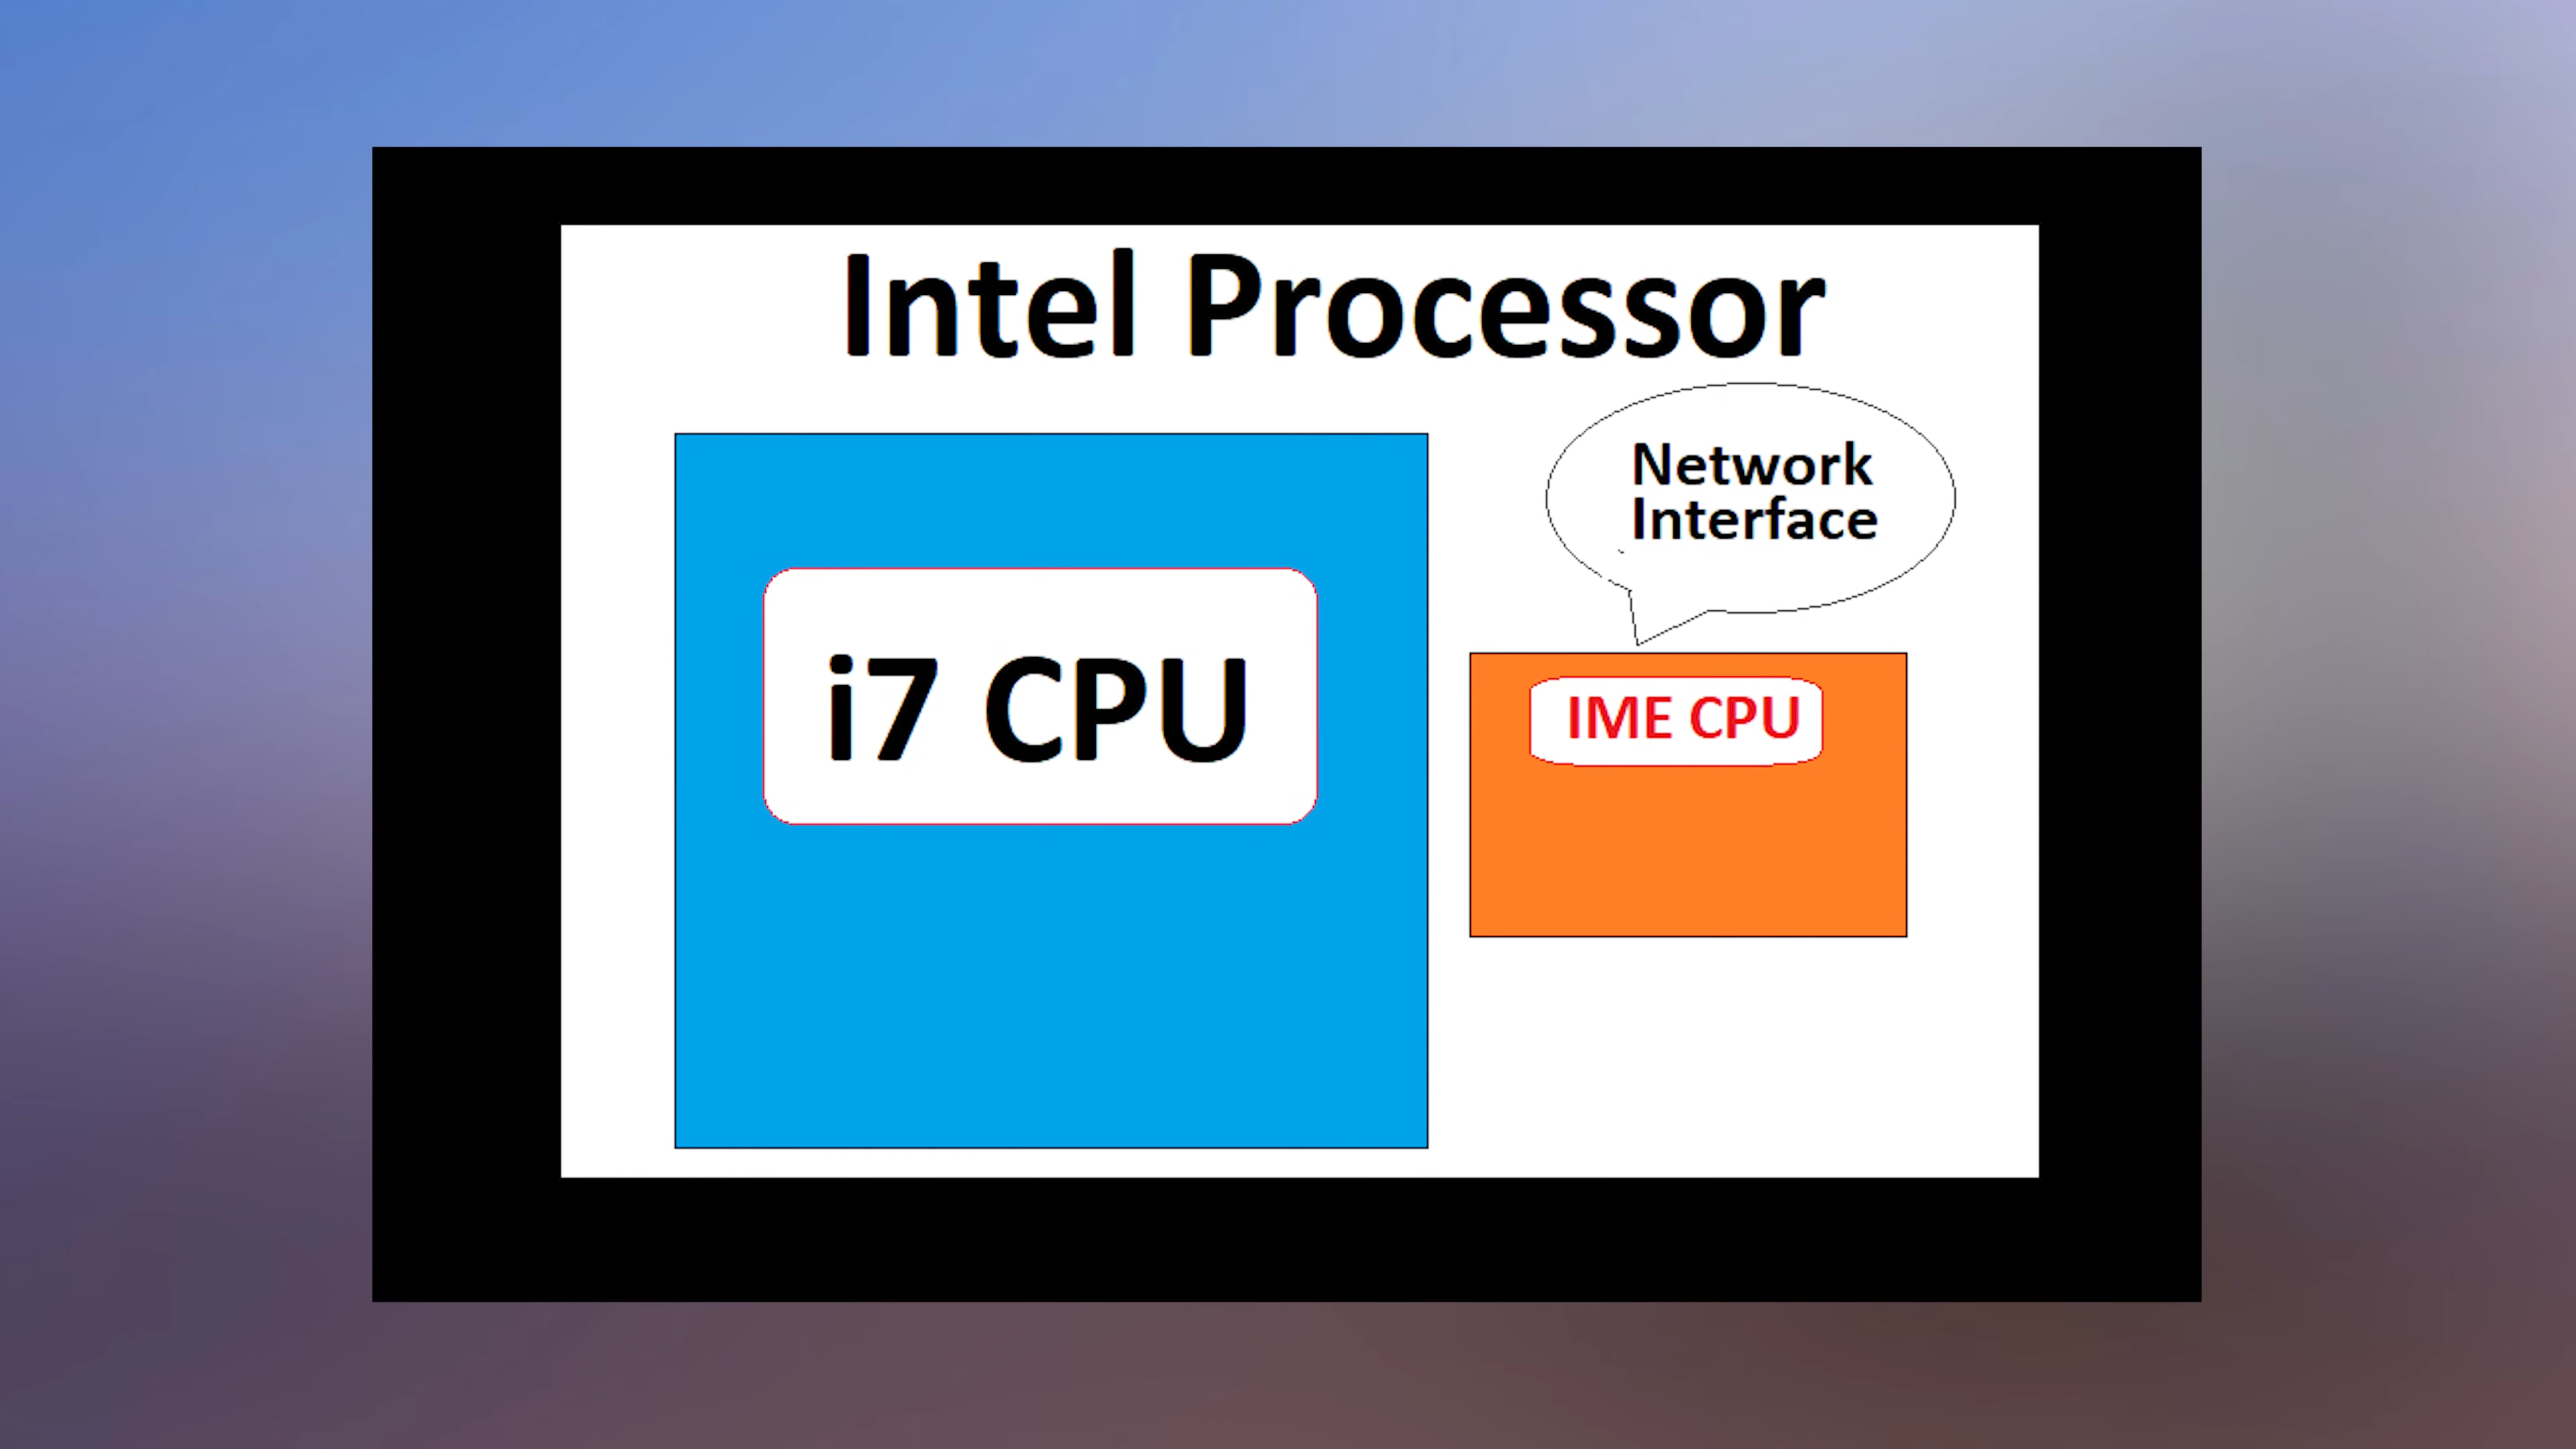 Intel Processor
Network
Interface
i7 CPU
IME CPU